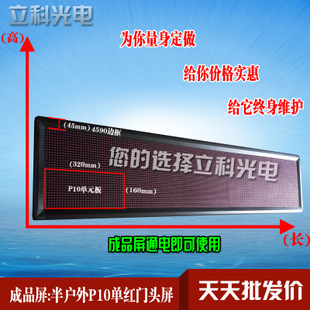 立科光电
(高)
为你量身定做
给你价格实惠
给它终身维护
(45mm)4590边框
(320mm)
您的选择立科光电
P10单元板
(160mm)
(长)
成品屏通电即可使用
成品屏:半户外P10单红门头屏
天天批发价